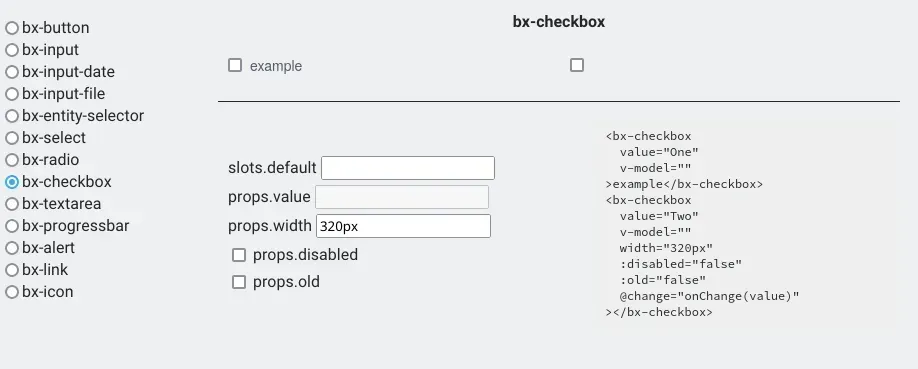 bx-button
bx-input
bx-input-date
bx-input-file
bx-entity-selector
bx-select
bx-radio
bx-checkbox
bx-textarea
bx-progressbar
bx-alert
bx-link
bx-icon
bx-checkbox
example
slots.default
props.value
props.width 320px
props.disabled
props.old
<bx-checkbox
  value="One"
  v-model=""
>example</bx-checkbox>
<bx-checkbox
  value="Two"
  v-model=""
  width="320px"
  :disabled="false"
  :old="false"
  @change="onChange(value)"
></bx-checkbox>